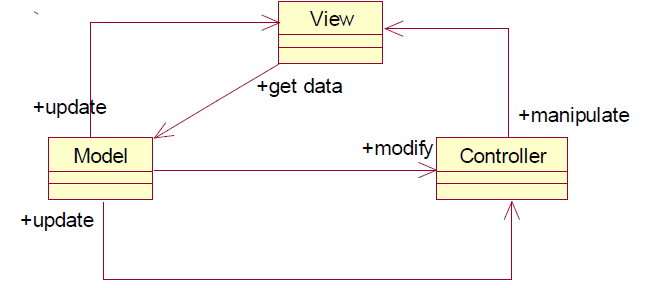 View
+get data
+update
+manipulate
Model
+modify
Controller
+update